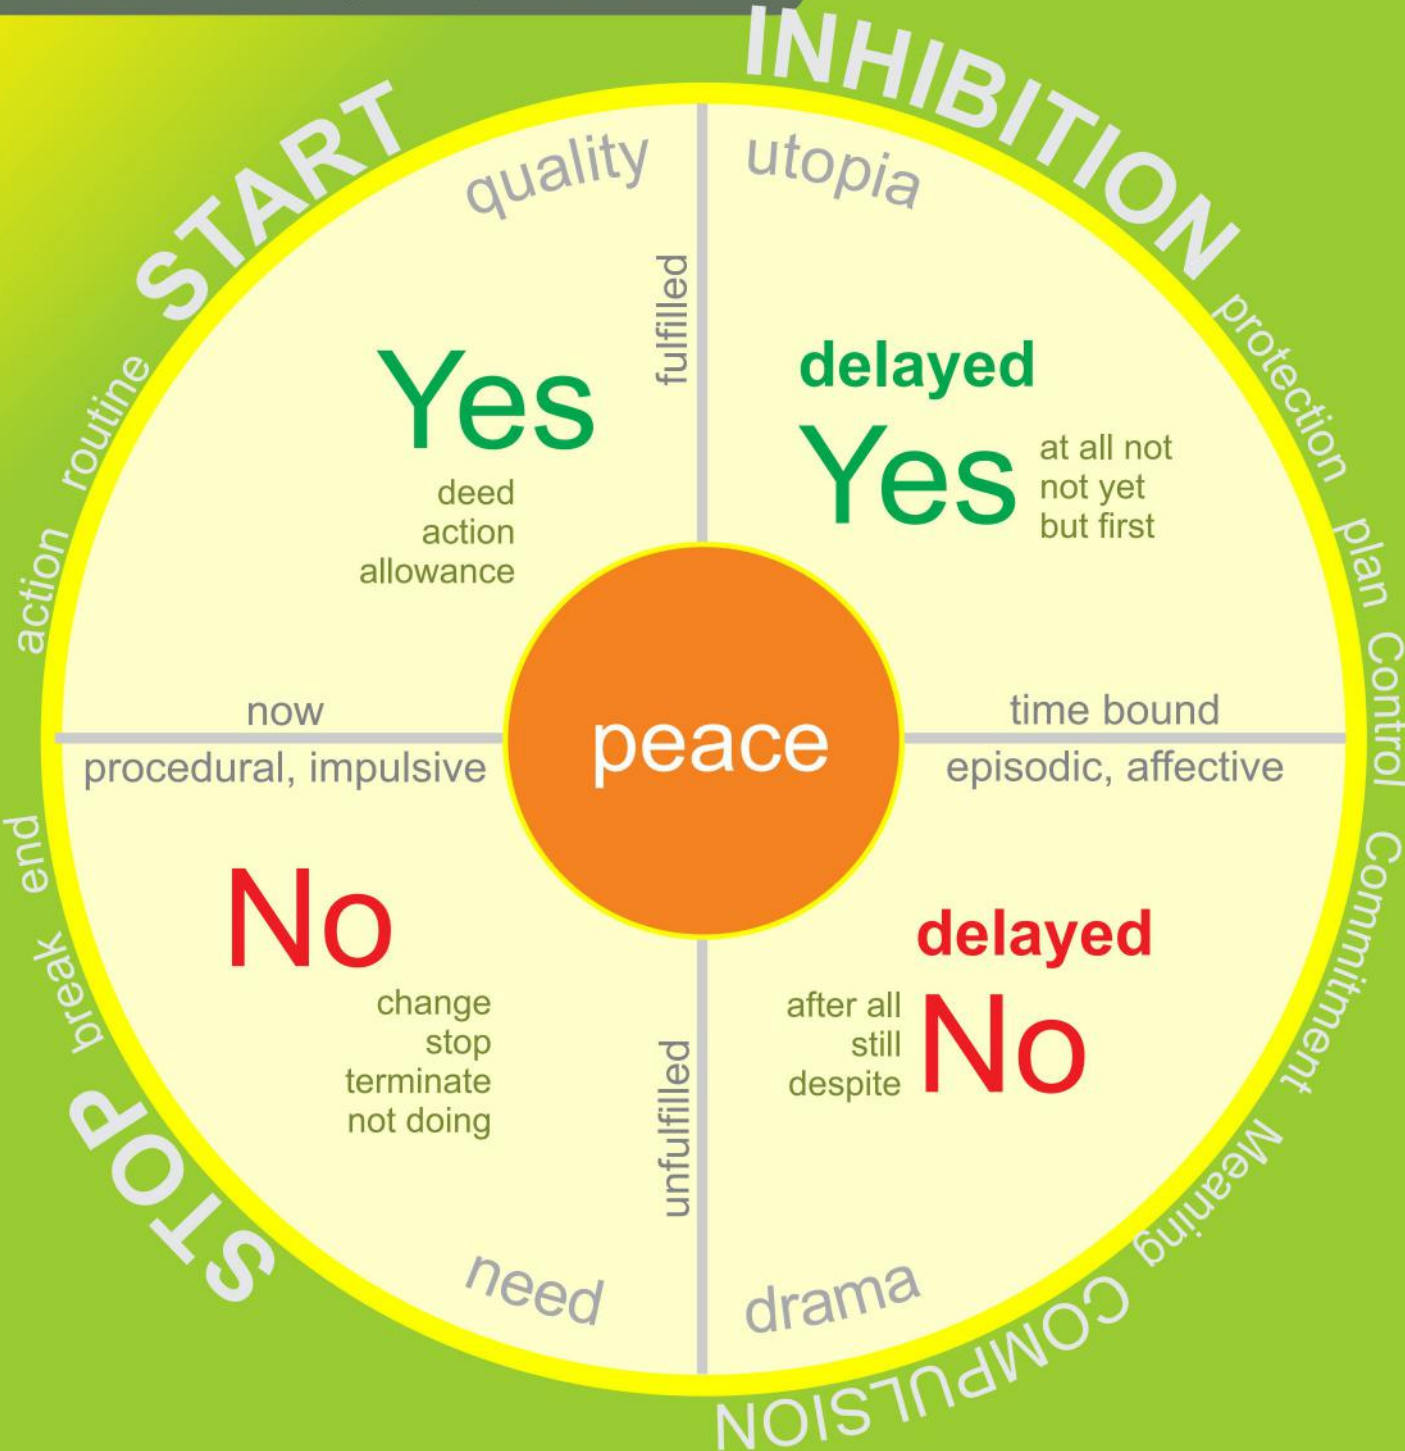 INHIBITION
START
quality
utopia
fulfilled
protection
routine
Yes
deed
action
allowance
delayed
Yes
at all not
not yet
but first
action
plan
Control
now
time bound
peace
procedural, impulsive
episodic, affective
end
Commitment
No
change
stop
terminate
not doing
delayed
No
after all
still
despite
break
unfulfilled
STOP
Meaning
need
drama
COMPULSION